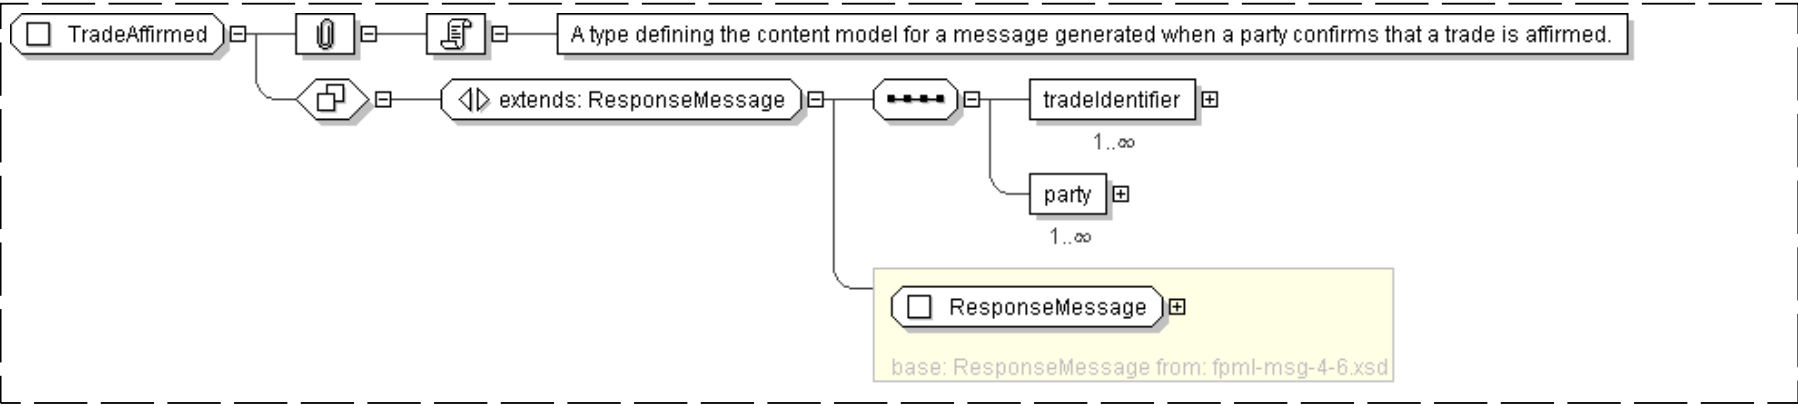 TradeAffirmed
A type defining the content model for a message generated when a party confirms that a trade is affirmed.
extends: ResponseMessage
tradeIdentifier
1..∞
party
1..∞
ResponseMessage
base: ResponseMessage from: fpml-msg-4-6.xsd